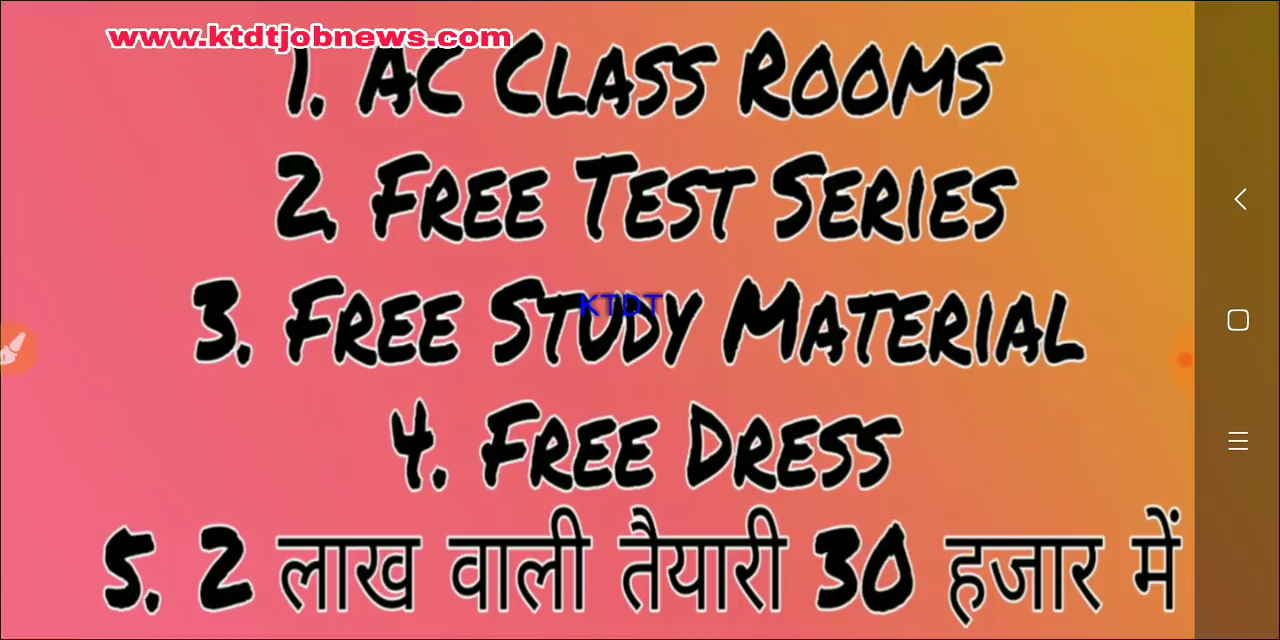 www.ktdtjobnews.com
1. AC CLASS ROOMS
2. FREE TEST SERIES
3. FREE STUDY MATERIAL
KTDT
4. FREE DRESS
5. 2 लाख वाली तैयारी 30 हजार में